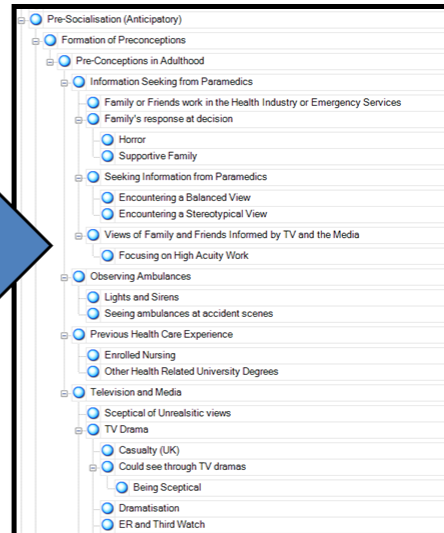 Pre-Socialisation (Anticipatory)
Formation of Preconceptions
Pre-Conceptions in Adulthood
Information Seeking from Paramedics
Family or Friends work in the Health Industry or Emergency Services
Family's response at decision
Horror
Supportive Family
Seeking Information from Paramedics
Encountering a Balanced View
Encountering a Stereotypical View
Views of Family and Friends Informed by TV and the Media
Focusing on High Acuity Work
Observing Ambulances
Lights and Sirens
Seeing ambulances at accident scenes
Previous Health Care Experience
Enrolled Nursing
Other Health Related University Degrees
Television and Media
Sceptical of Unrealsitic views
TV Drama
Casualty (UK)
Could see through TV dramas
Being Sceptical
Dramatisation
ER and Third Watch